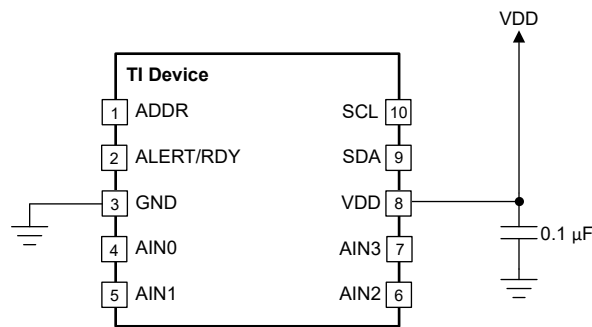 VDD
TI Device
1 ADDR SCL 10
2 ALERT/RDY SDA 9
3 GND VDD 8
0.1 µF
4 AIN0 AIN3 7
5 AIN1 AIN2 6